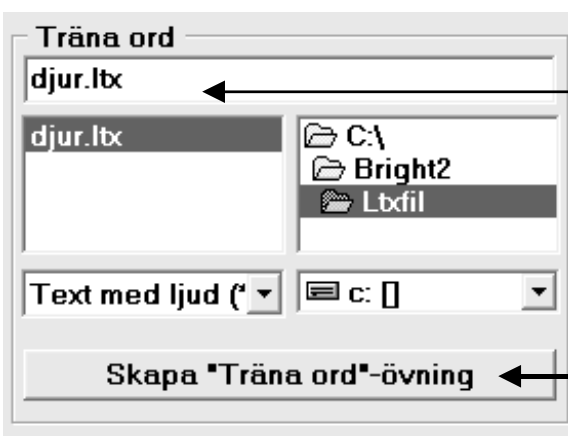 Träna ord
djur.ltx
djur.ltx
C:\
Bright2
Ltxfil
Text med ljud (*
c: []
Skapa "Träna ord"-övning